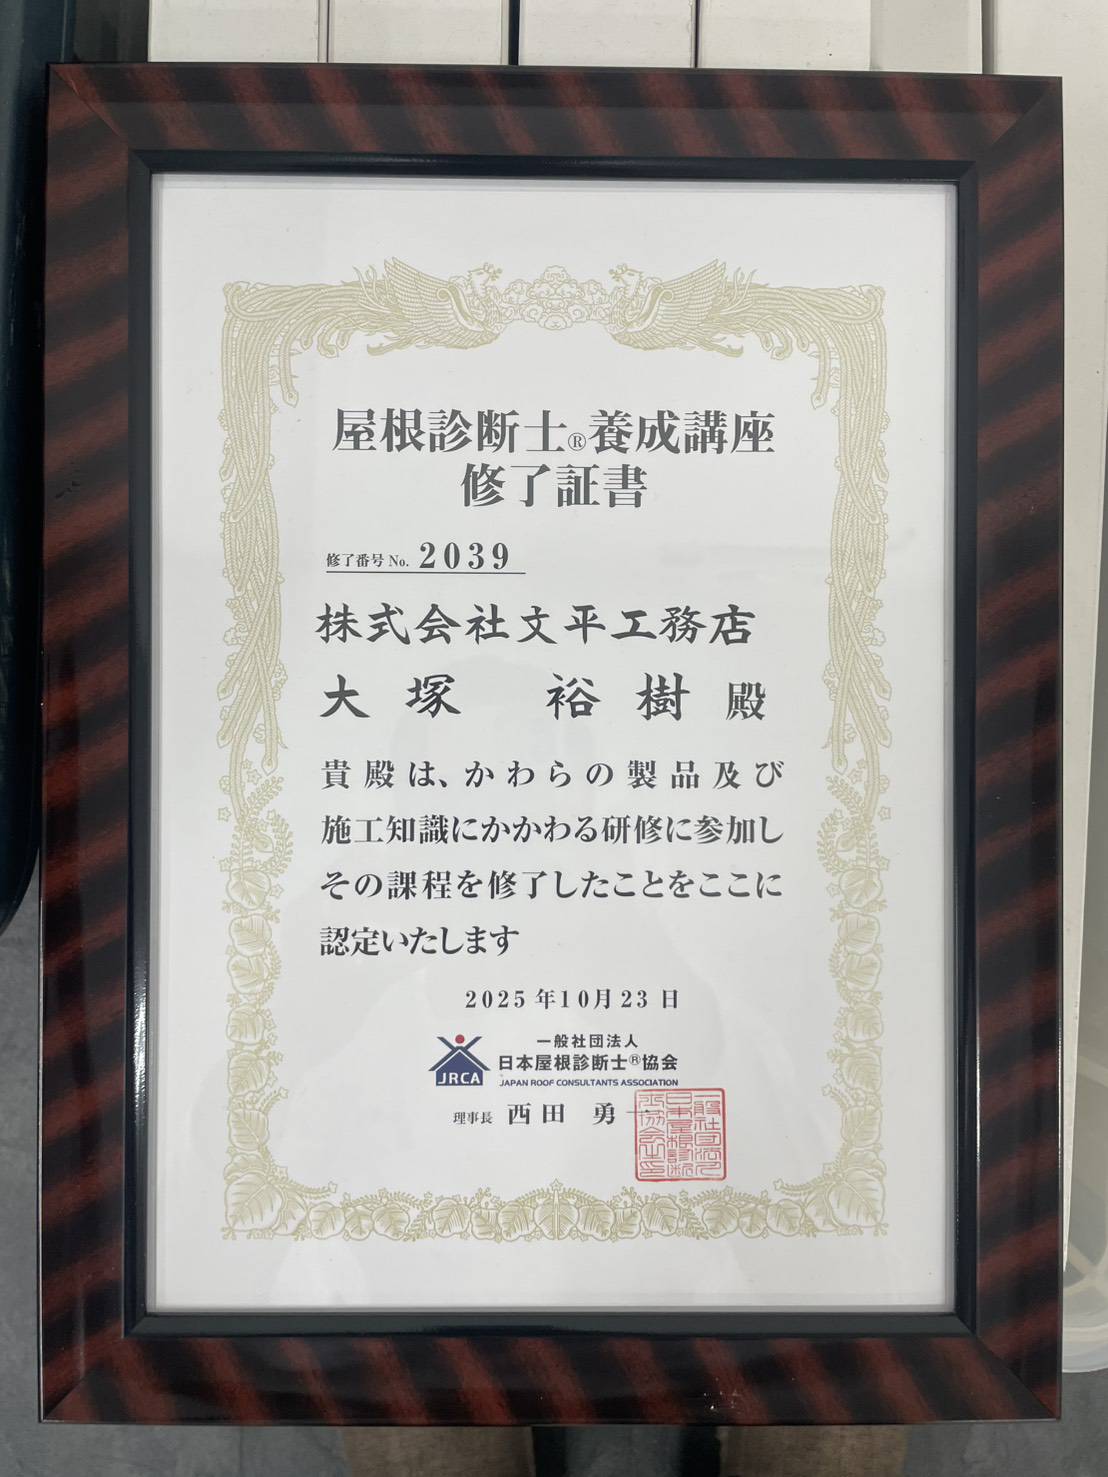 屋根診断士®養成講座
修了証書
修了番号 No. 2039
株式会社文平工務店
大塚 裕樹 殿
貴殿は、かわらの製品及び
施工知識にかかわる研修に参加し
その課程を修了したことをここに
認定いたします
2025年10月23日
JRCA
一般社団法人
日本屋根診断士®協会
JAPAN ROOF CONSULTANTS ASSOCIATION
理事長 西田 勇一